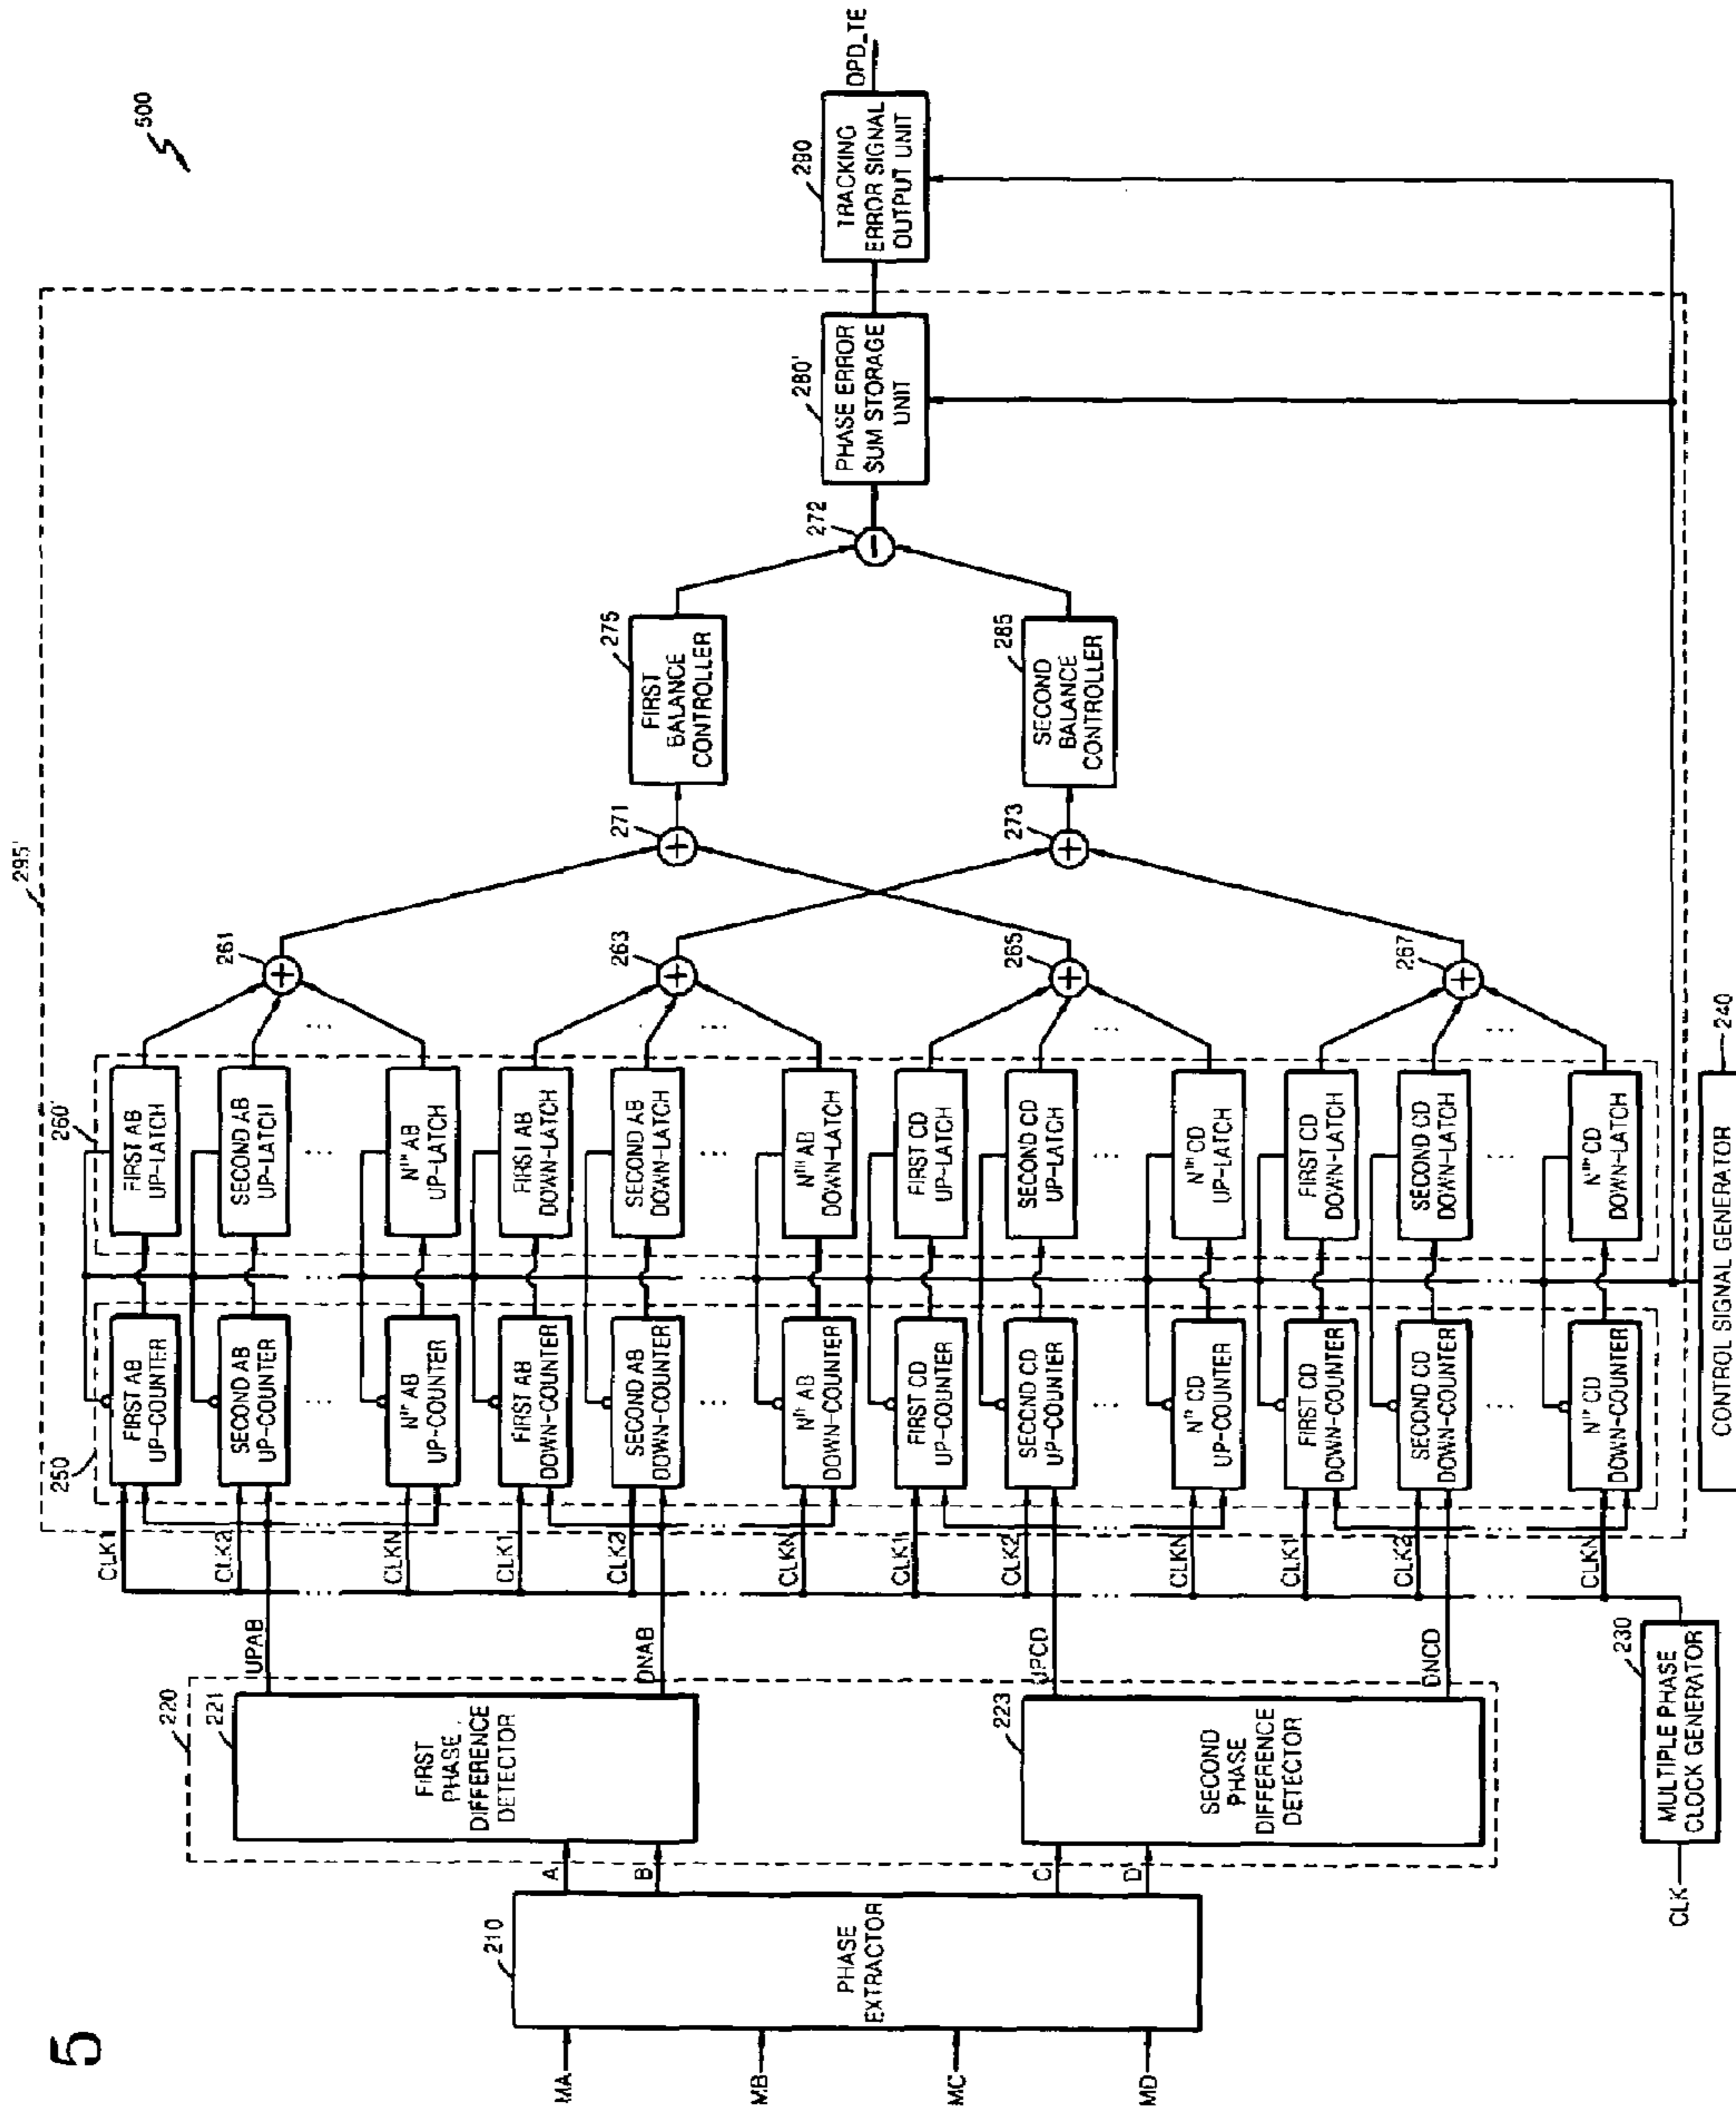 5
500
MA
MB
MC
MD
210
PHASE
EXTRACTOR
A
B
C
D
220
221
FIRST
PHASE
DIFFERENCE
DETECTOR
223
SECOND
PHASE
DIFFERENCE
DETECTOR
UPAB
DNAB
UPCD
DNCD
CLK
230
MULTIPLE PHASE
CLOCK GENERATOR
295'
CLK1
CLK2
...
CLKN
CLK1
CLK2
...
CLKN
CLK1
CLK2
...
CLKN
CLK1
CLK2
...
CLKN
250
FIRST AB
UP-COUNTER
SECOND AB
UP-COUNTER
...
NTH AB
UP-COUNTER
FIRST AB
DOWN-COUNTER
SECOND AB
DOWN-COUNTER
...
NTH AB
DOWN-COUNTER
FIRST CD
UP-COUNTER
SECOND CD
UP-COUNTER
...
NTH CD
UP-COUNTER
FIRST CD
DOWN-COUNTER
SECOND CD
DOWN-COUNTER
...
NTH CD
DOWN-COUNTER
260'
FIRST AB
UP-LATCH
SECOND AB
UP-LATCH
...
NTH AB
UP-LATCH
FIRST AB
DOWN-LATCH
SECOND AB
DOWN-LATCH
...
NTH AB
DOWN-LATCH
FIRST CD
UP-LATCH
SECOND CD
UP-LATCH
...
NTH CD
UP-LATCH
FIRST CD
DOWN-LATCH
SECOND CD
DOWN-LATCH
...
NTH CD
DOWN-LATCH
CONTROL SIGNAL GENERATOR
240
261
+
263
+
265
+
267
+
271
+
273
+
275
FIRST
BALANCE
CONTROLLER
285
SECOND
BALANCE
CONTROLLER
272
-
280'
PHASE ERROR
SUM STORAGE
UNIT
290
TRACKING
ERROR SIGNAL
OUTPUT UNIT
DPD_TE